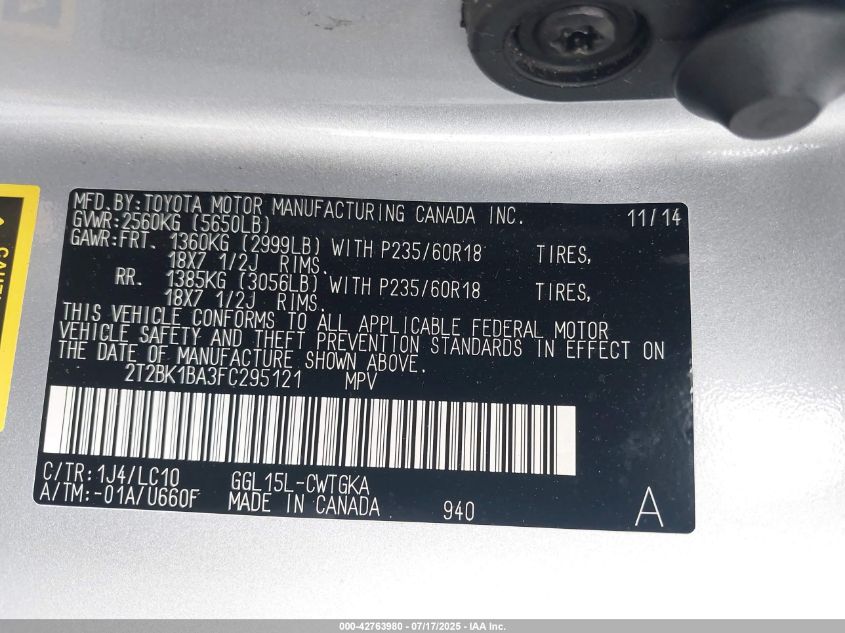 MFD.BY:TOYOTA MOTOR MANUFACTURING CANADA INC. 11/14
GVWR:2560KG (5650LB)
GAWR:FRT. 1360KG (2999LB) WITH P235/60R18 TIRES,
18X7 1/2J RIMS.
RR. 1385KG (3056LB) WITH P235/60R18 TIRES,
18X7 1/2J RIMS.
THIS VEHICLE CONFORMS TO ALL APPLICABLE FEDERAL MOTOR
VEHICLE SAFETY AND THEFT PREVENTION STANDARDS IN EFFECT ON
THE DATE OF MANUFACTURE SHOWN ABOVE.
2T2BK1BA3FC295121 MPV
C/TR:1J4/LC10 GGL15L-CWTGKA
A/TM:-01A/U660F MADE IN CANADA 940 A
000-42763980 - 07/17/2025 - IAA Inc.